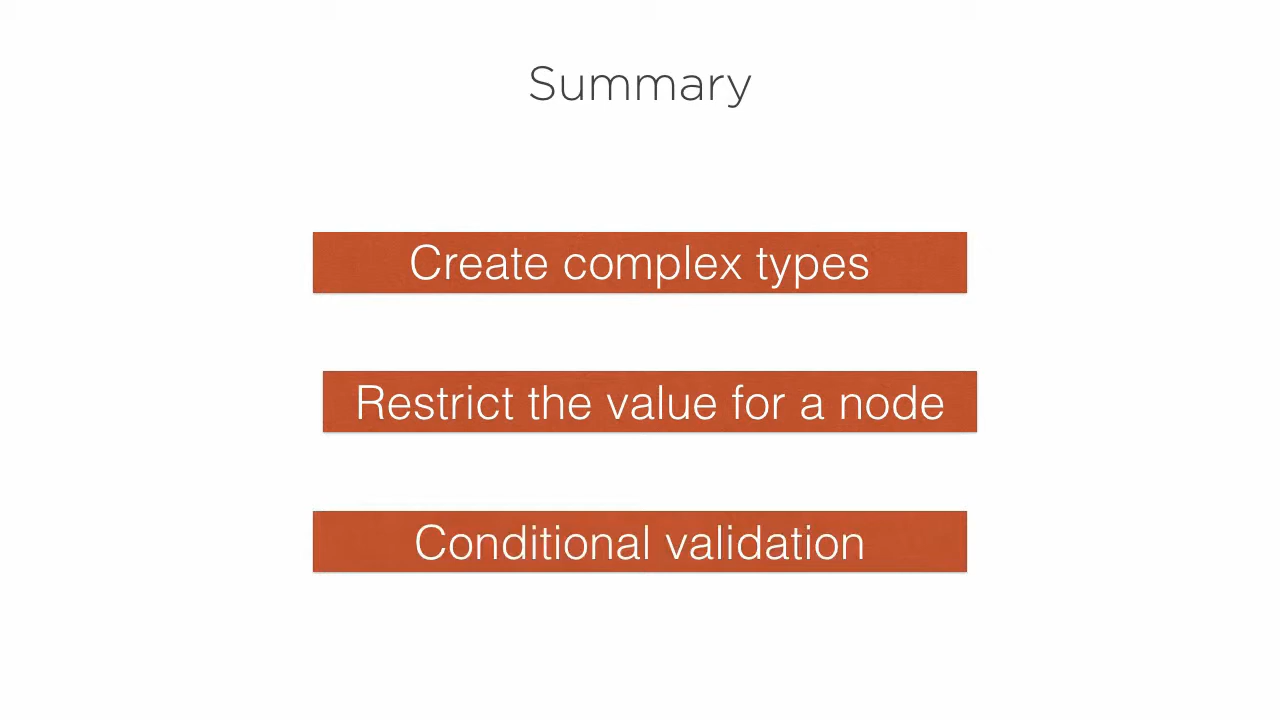 Summary
Create complex types
Restrict the value for a node
Conditional validation